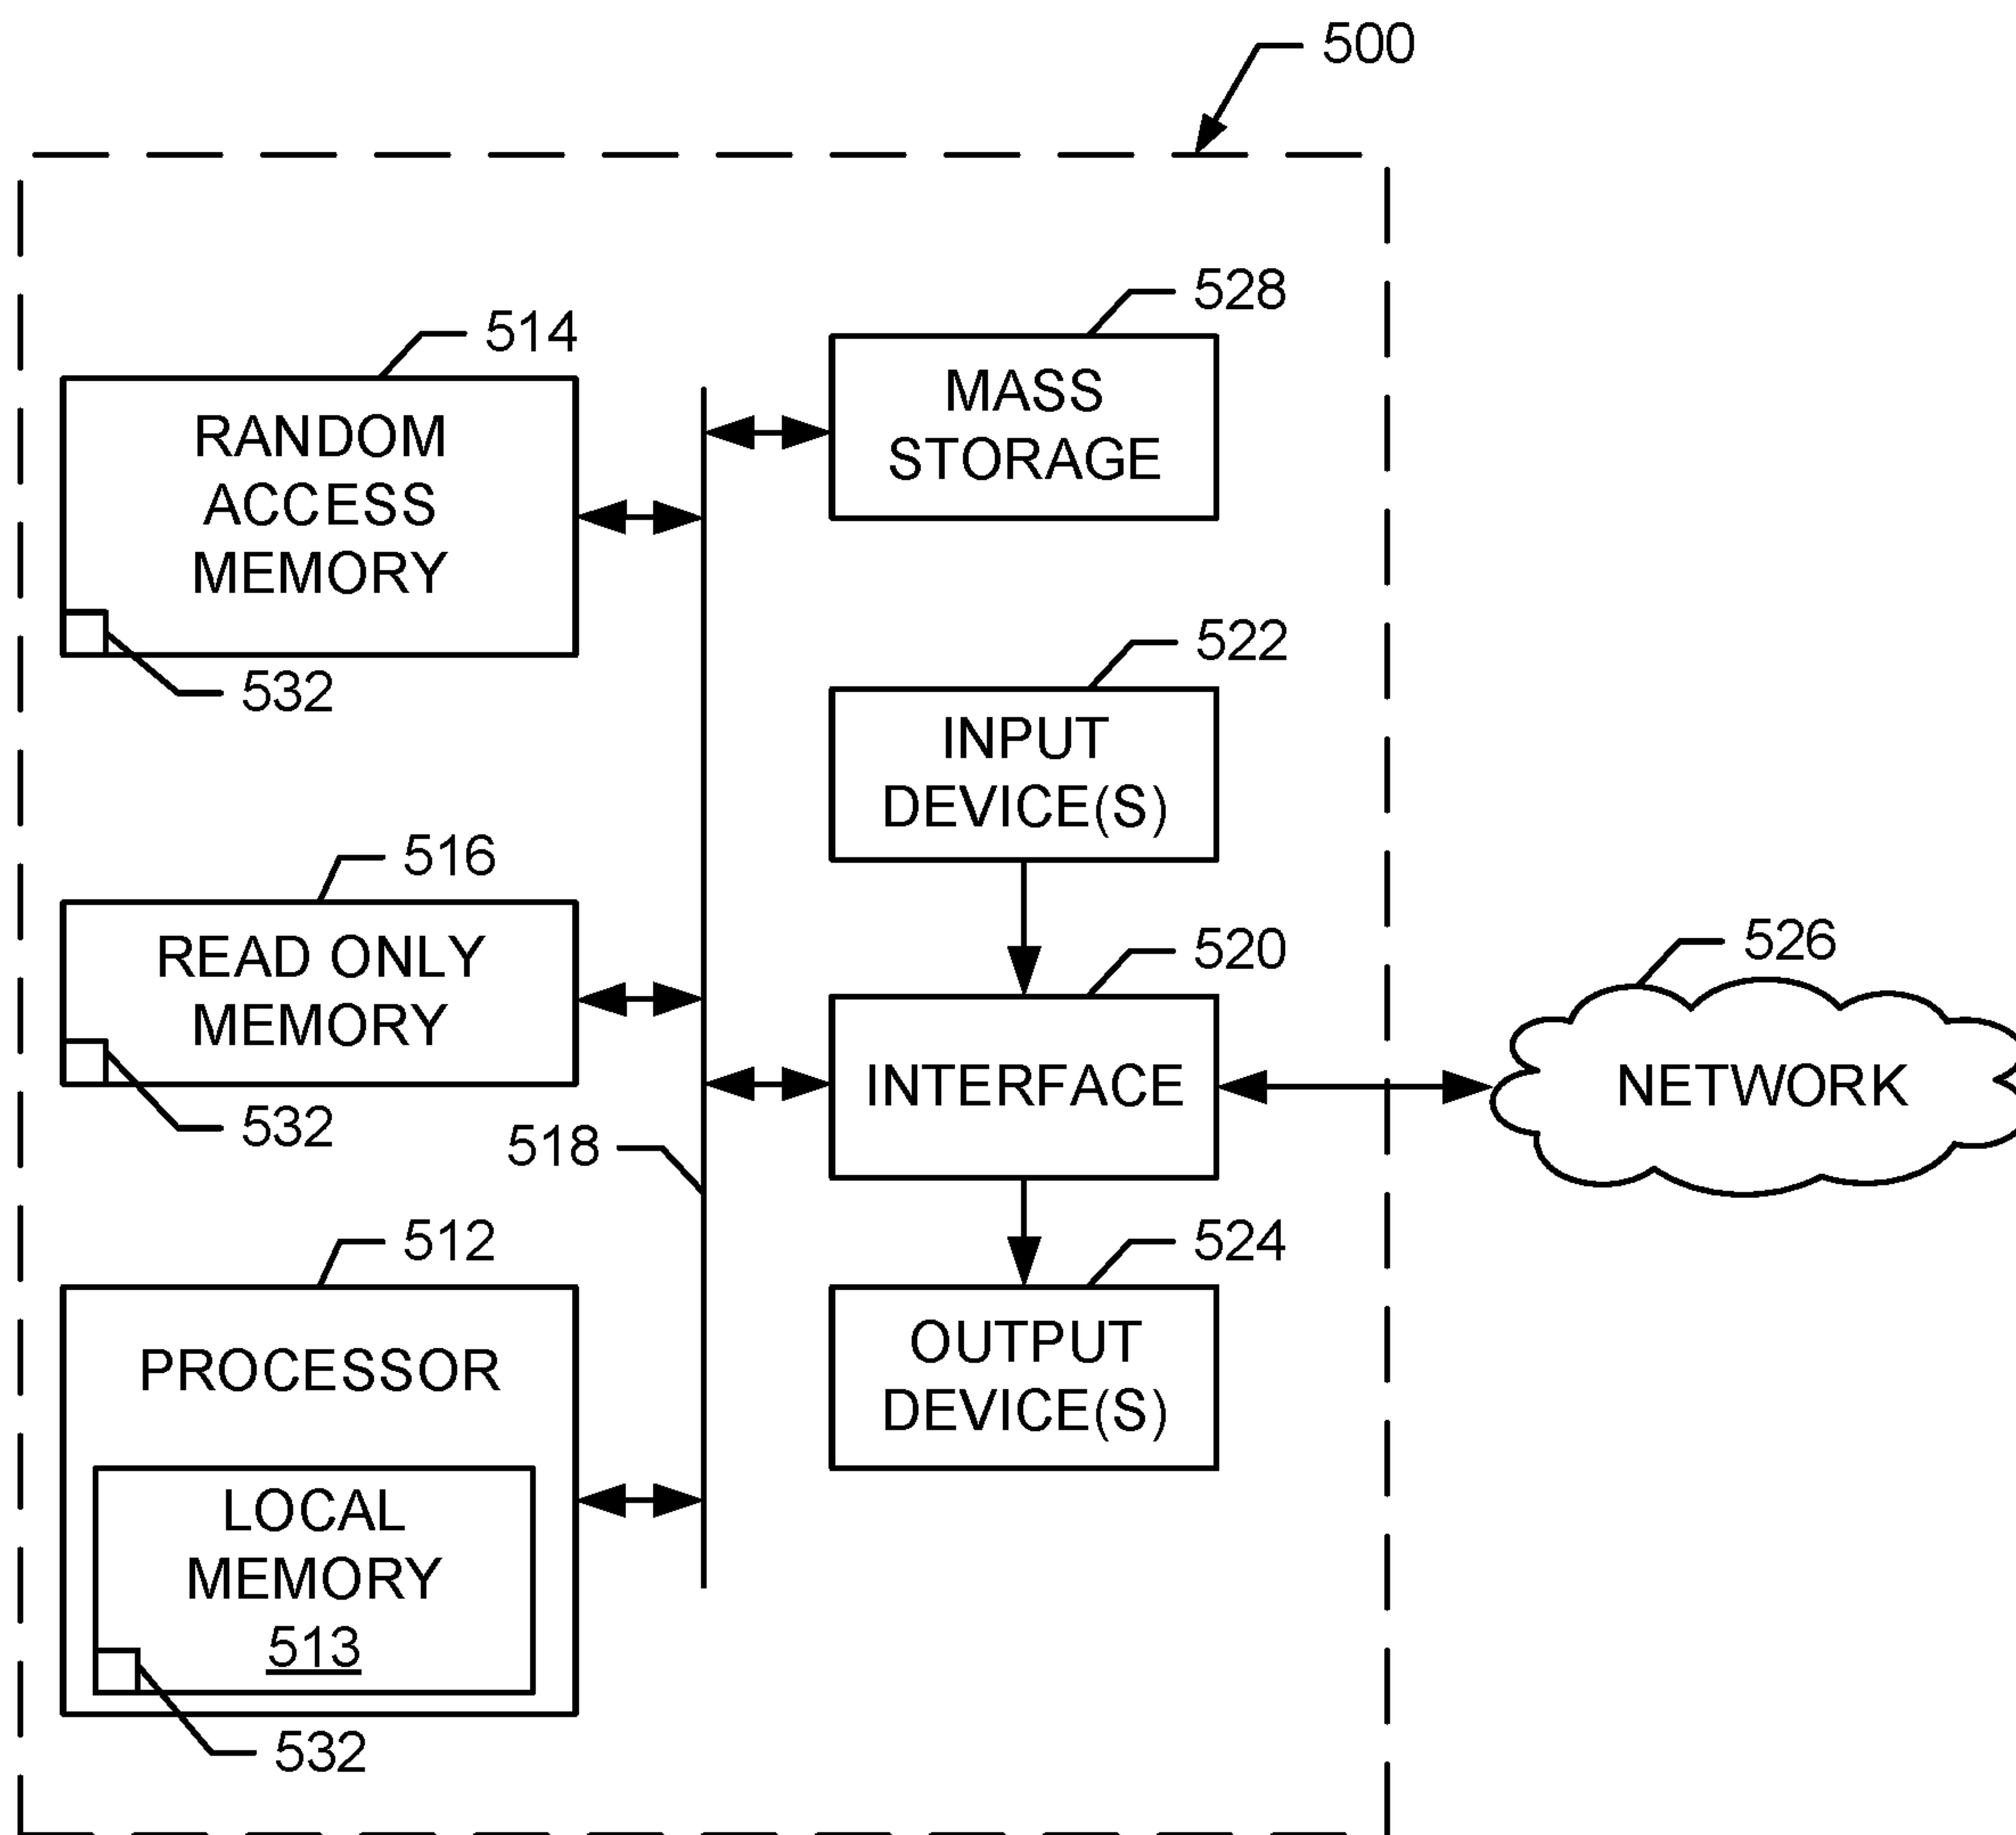 500
528
514
MASS
STORAGE
RANDOM
ACCESS
MEMORY
532
522
INPUT
DEVICE(S)
516
READ ONLY
MEMORY
532
520
526
INTERFACE
NETWORK
518
512
524
PROCESSOR
OUTPUT
DEVICE(S)
LOCAL
MEMORY
513
532